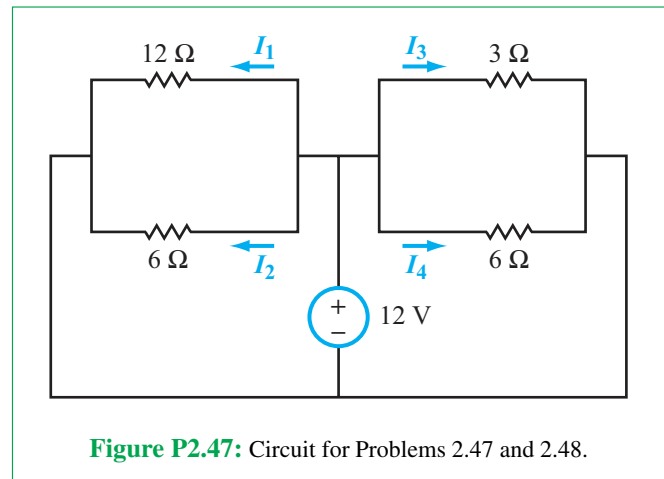 I1 I3
12 Ω 3 Ω
6 Ω 6 Ω
I2 I4
+
12 V
−
Figure P2.47: Circuit for Problems 2.47 and 2.48.